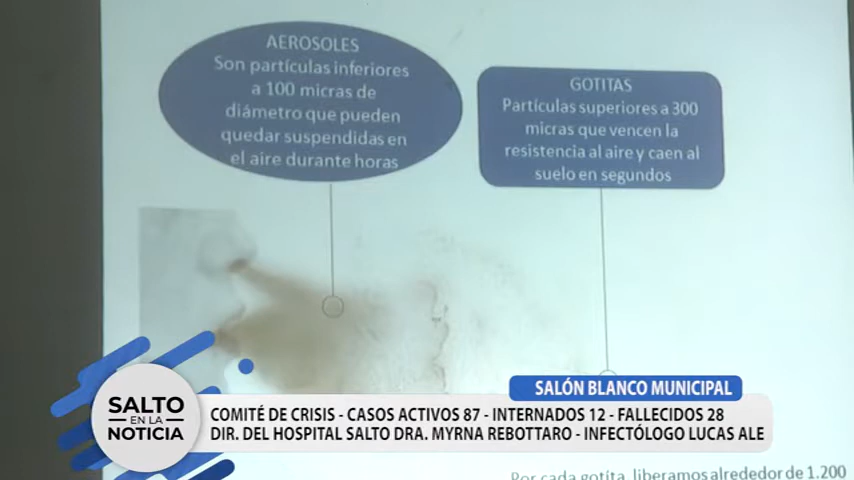 AEROSOLES
Son partículas inferiores
a 100 micras de
diámetro que pueden
quedar suspendidas en
el aire durante horas
GOTITAS
Partículas superiores a 300
micras que vencen la
resistencia al aire y caen al
suelo en segundos
SALÓN BLANCO MUNICIPAL
SALTO
EN LA
NOTICIA
COMITÉ DE CRISIS - CASOS ACTIVOS 87 - INTERNADOS 12 - FALLECIDOS 28
DIR. DEL HOSPITAL SALTO DRA. MYRNA REBOTTARO - INFECTÓLOGO LUCAS ALE
Por cada gotita, liberamos alrededor de 1.200